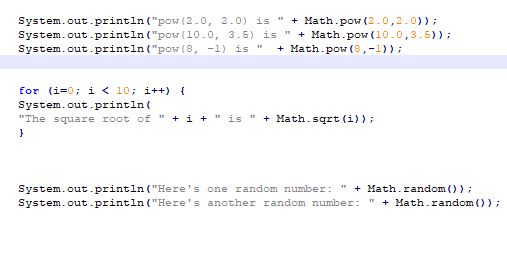 System.out.println("pow(2.0, 2.0) is " + Math.pow(2.0,2.0));
System.out.println("pow(10.0, 3.5) is " + Math.pow(10.0,3.5));
System.out.println("pow(8, -1) is "  + Math.pow(8,-1));
for (i=0; i < 10; i++) {
System.out.println(
"The square root of " + i + " is " + Math.sqrt(i));
}
System.out.println("Here's one random number: " + Math.random());
System.out.println("Here's another random number: " + Math.random());